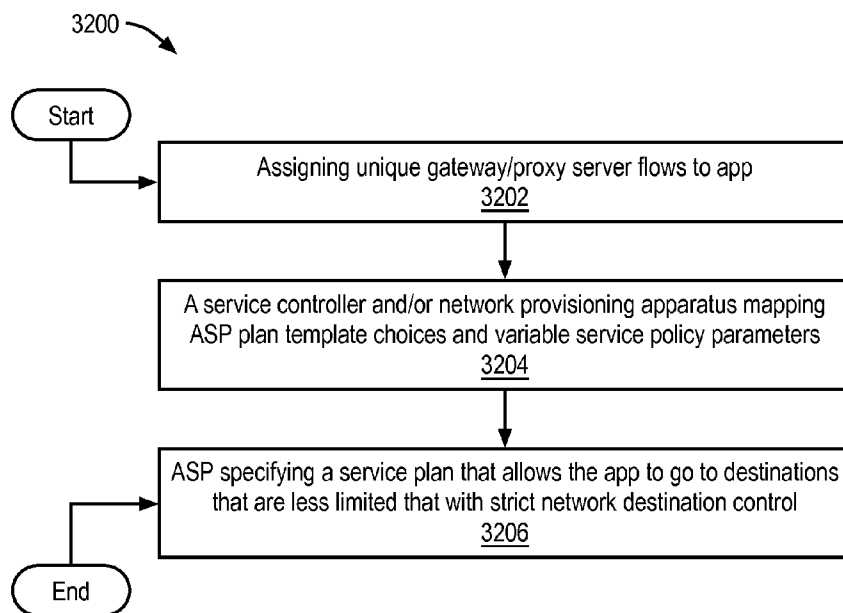 3200
Start
Assigning unique gateway/proxy server flows to app
3202
A service controller and/or network provisioning apparatus mapping
ASP plan template choices and variable service policy parameters
3204
ASP specifying a service plan that allows the app to go to destinations
that are less limited that with strict network destination control
3206
End